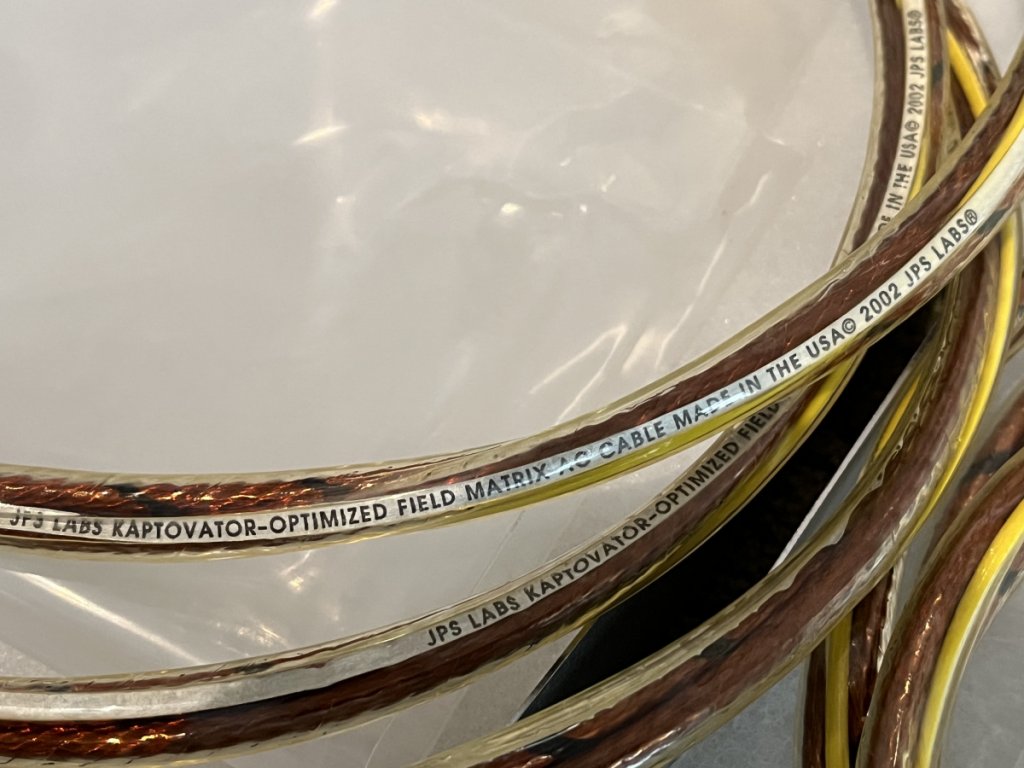 JPS LABS KAPTOVATOR-OPTIMIZED FIELD MATRIX AC CABLE MADE IN THE USA© 2002 JPS LABS®
JPS LABS KAPTOVATOR-OPTIMIZED FIELD
IN THE USA© 2002 JPS LABS®